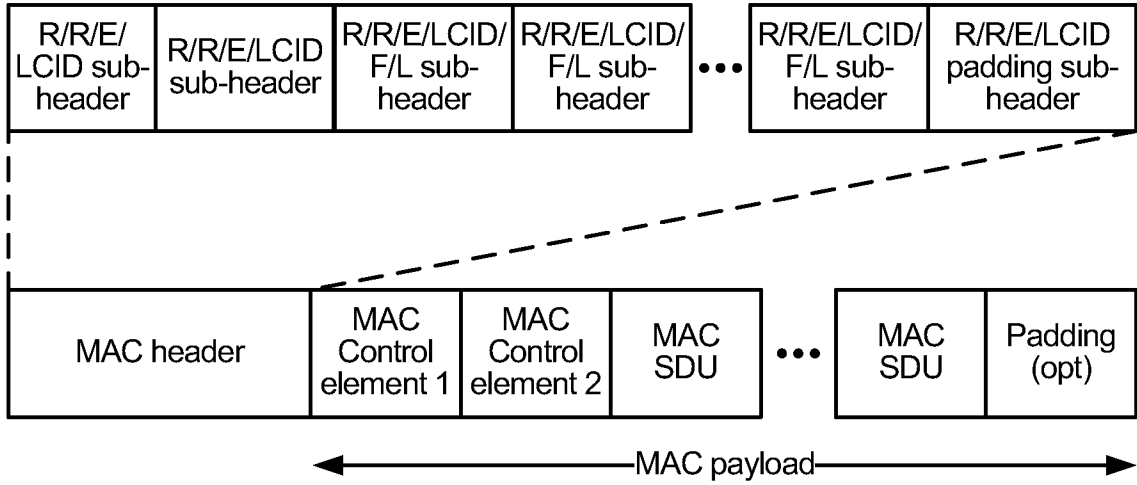 R/R/E/
LCID sub-
header
R/R/E/LCID
sub-header
R/R/E/LCID/
F/L sub-
header
R/R/E/LCID/
F/L sub-
header
•••
R/R/E/LCID/
F/L sub-
header
R/R/E/LCID
padding sub-
header
MAC header
MAC
Control
element 1
MAC
Control
element 2
MAC
SDU
•••
MAC
SDU
Padding
(opt)
MAC payload